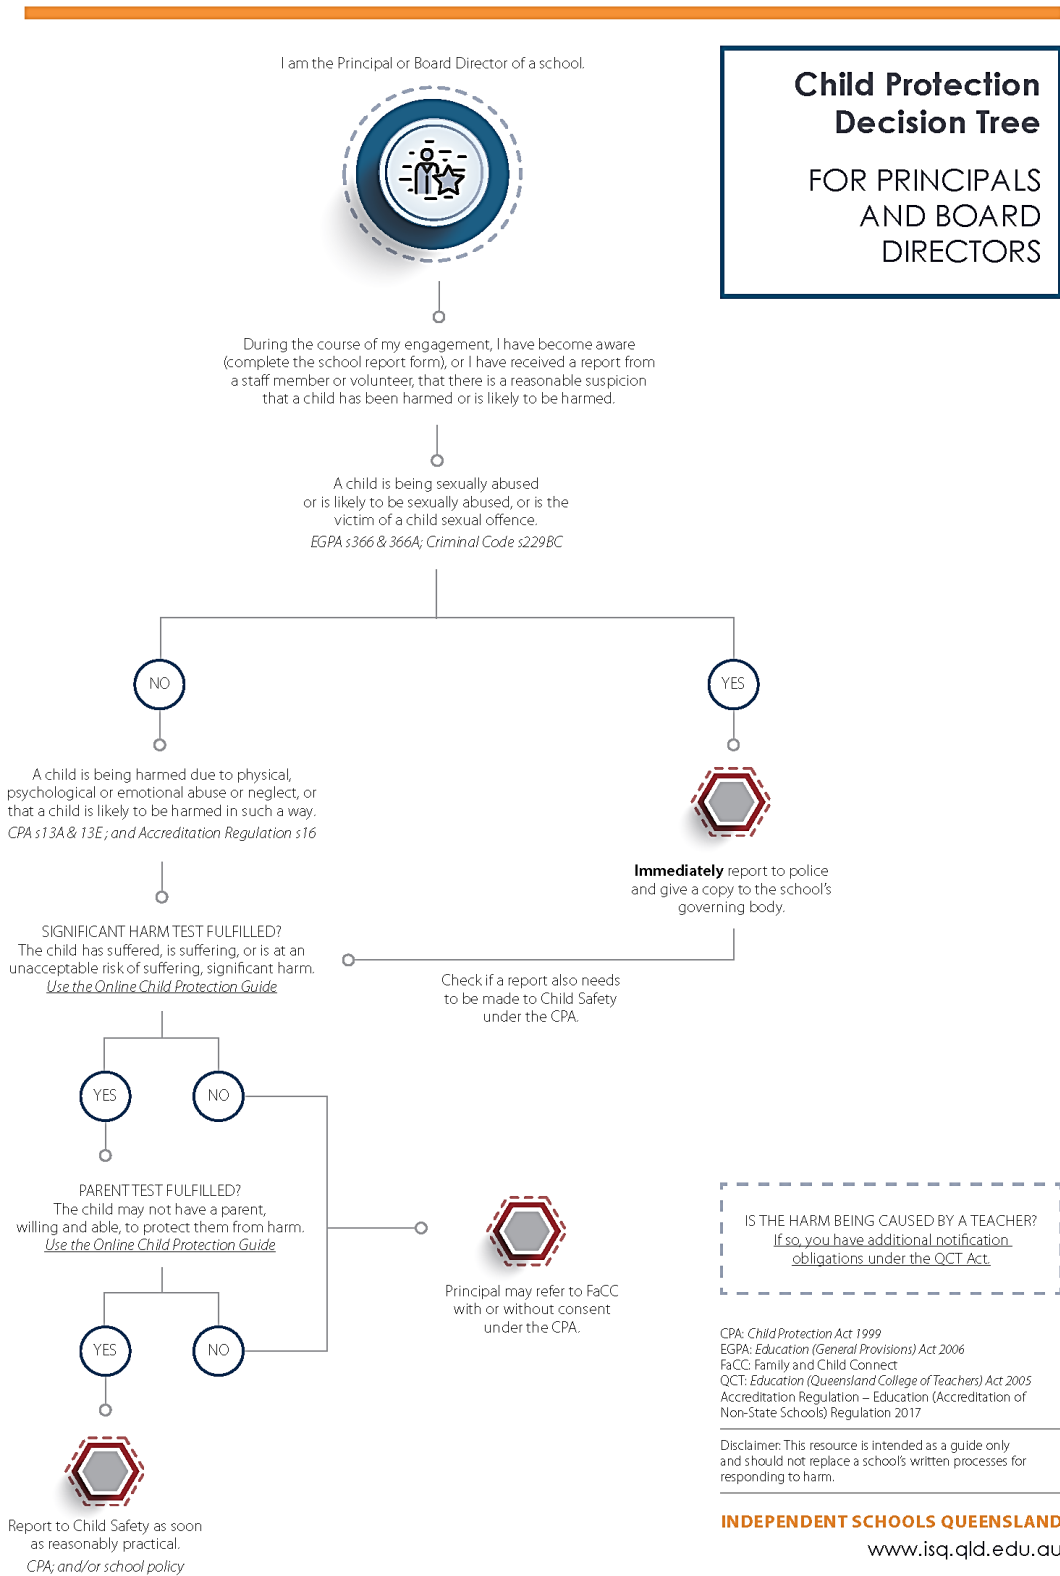 I am the Principal or Board Director of a school.
Child Protection
Decision Tree
FOR PRINCIPALS
AND BOARD
DIRECTORS
During the course of my engagement, I have become aware
(complete the school report form), or I have received a report from
a staff member or volunteer, that there is a reasonable suspicion
that a child has been harmed or is likely to be harmed.
A child is being sexually abused
or is likely to be sexually abused, or is the
victim of a child sexual offence.
EGPA s366 & 366A; Criminal Code s229BC
NO
YES
A child is being harmed due to physical,
psychological or emotional abuse or neglect, or
that a child is likely to be harmed in such a way.
CPA s13A & 13E ; and Accreditation Regulation s16
Immediately report to police
and give a copy to the school's
governing body.
SIGNIFICANT HARM TEST FULFILLED?
The child has suffered, is suffering, or is at an
unacceptable risk of suffering, significant harm.
Use the Online Child Protection Guide
Check if a report also needs
to be made to Child Safety
under the CPA.
YES
NO
PARENT TEST FULFILLED?
The child may not have a parent,
willing and able, to protect them from harm.
Use the Online Child Protection Guide
Principal may refer to FaCC
with or without consent
under the CPA.
IS THE HARM BEING CAUSED BY A TEACHER?
If so, you have additional notification
obligations under the QCT Act.
YES
NO
CPA: Child Protection Act 1999
EGPA: Education (General Provisions) Act 2006
FaCC: Family and Child Connect
QCT: Education (Queensland College of Teachers) Act 2005
Accreditation Regulation – Education (Accreditation of
Non-State Schools) Regulation 2017
Disclaimer: This resource is intended as a guide only
and should not replace a school's written processes for
responding to harm.
Report to Child Safety as soon
as reasonably practical.
CPA; and/or school policy
INDEPENDENT SCHOOLS QUEENSLAND
www.isq.qld.edu.au